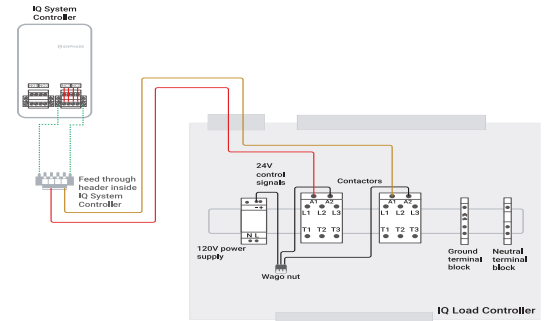 IQ System
Controller
ENPHASE
Feed through
header inside
IQ System
Controller
24V
control
signals
Contactors
A1 A2
L1 L2 L3
T1 T2 T3
A1 A2
L1 L2 L3
T1 T2 T3
- +
N L
120V power
supply
Wago nut
Ground
terminal
block
Neutral
terminal
block
IQ Load Controller